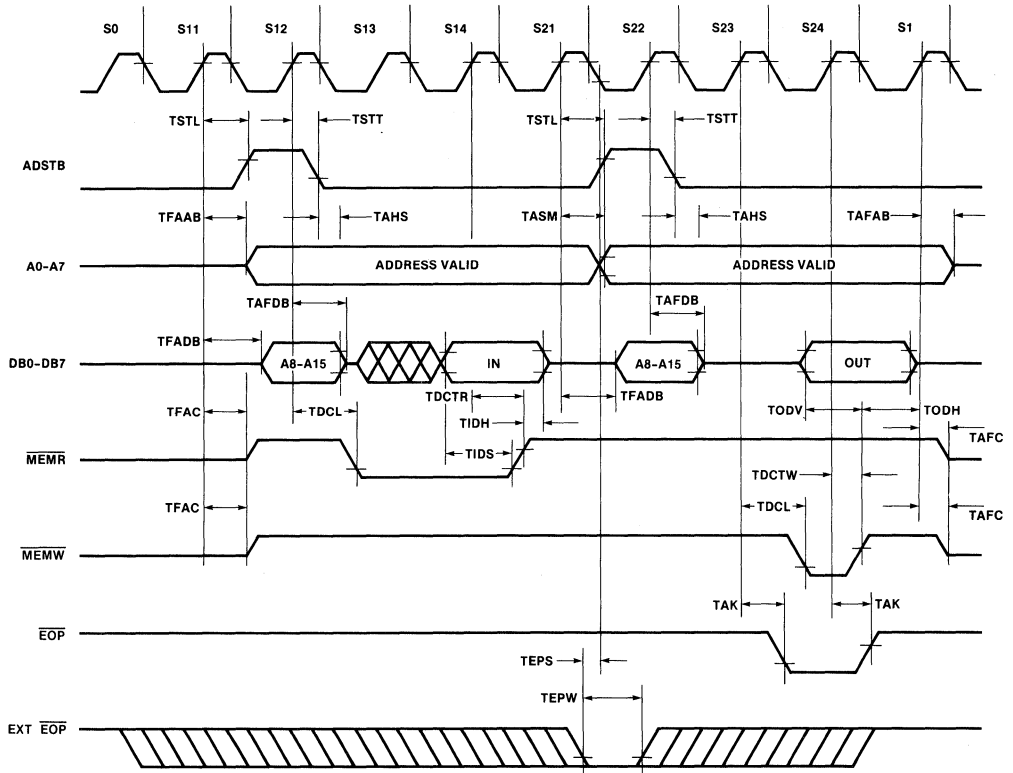 S0 S11 S12 S13 S14 S21 S22 S23 S24 S1
TSTL TSTT TSTL TSTT
ADSTB
TFAAB TAHS TASM TAHS TAFAB
A0–A7 ADDRESS VALID ADDRESS VALID
TAFDB TAFDB
TFADB
DB0–DB7 A8–A15 IN A8–A15 OUT
TDCTR TFADB
TFAC TDCL TIDH TODV TODH
MEMR TIDS TAFC
TDCTW
TFAC TDCL TAFC
MEMW
TAK TAK
EOP
TEPS
TEPW
EXT EOP